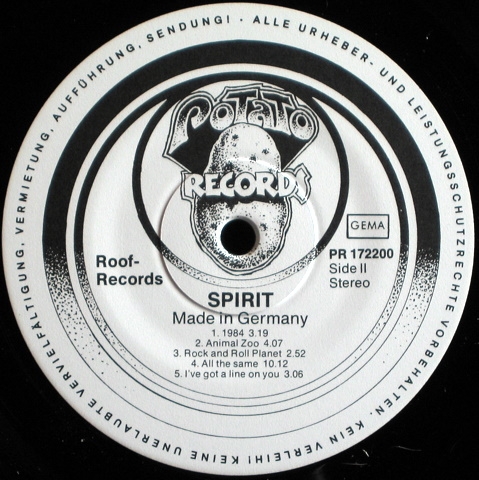 ALLE URHEBER- UND LEISTUNGSSCHUTZRECHTE VORBEHALTEN. KEIN VERLEIH! KEINE UNERLAUBTE VERVIELFÄLTIGUNG, VERMIETUNG, AUFFÜHRUNG, SENDUNG! ·
POTATO
RECORDS
GEMA
Roof-
Records
PR 172200
Side II
Stereo
SPIRIT
Made in Germany
1. 1984 3.19
2. Animal Zoo 4.07
3. Rock and Roll Planet 2.52
4. All the same 10.12
5. I've got a line on you 3.06